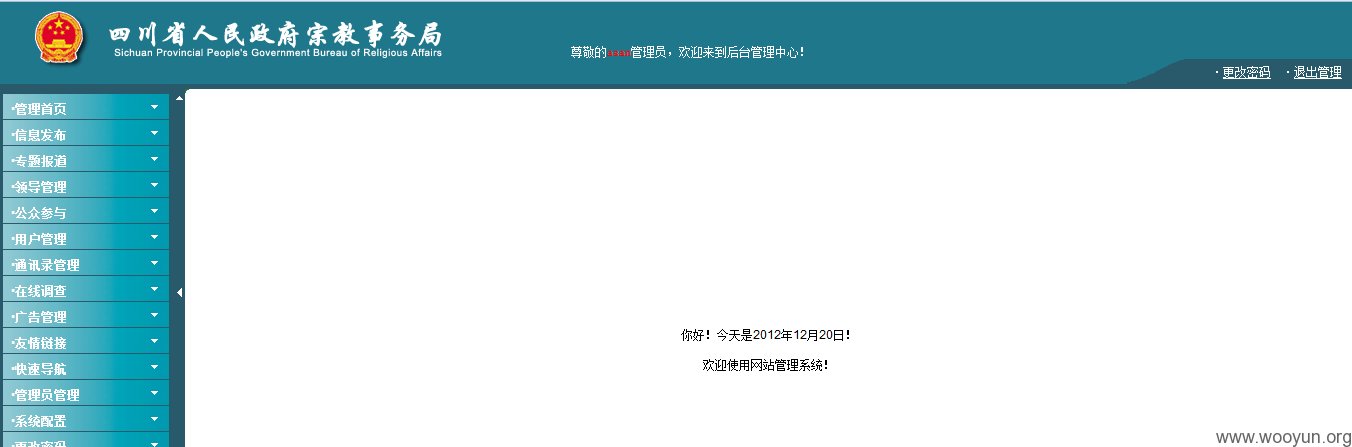 四川省人民政府宗教事务局
Sichuan Provincial People's Government Bureau of Religious Affairs
尊敬的管理员，欢迎来到后台管理中心！
·更改密码 ·退出管理
·管理首页
·信息发布
·专题报道
·领导管理
·公众参与
·用户管理
·通讯录管理
·在线调查
·广告管理
·友情链接
·快速导航
·管理员管理
·系统配置
·更改密码
你好！今天是2012年12月20日！
欢迎使用网站管理系统！
www.wooyun.org